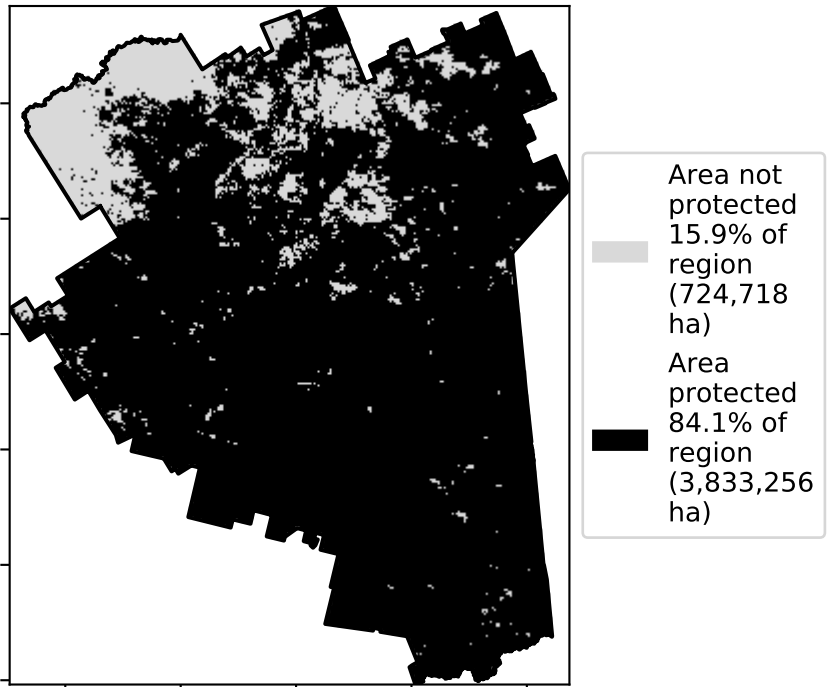 Area not
protected
15.9% of
region
(724,718
ha)
Area
protected
84.1% of
region
(3,833,256
ha)